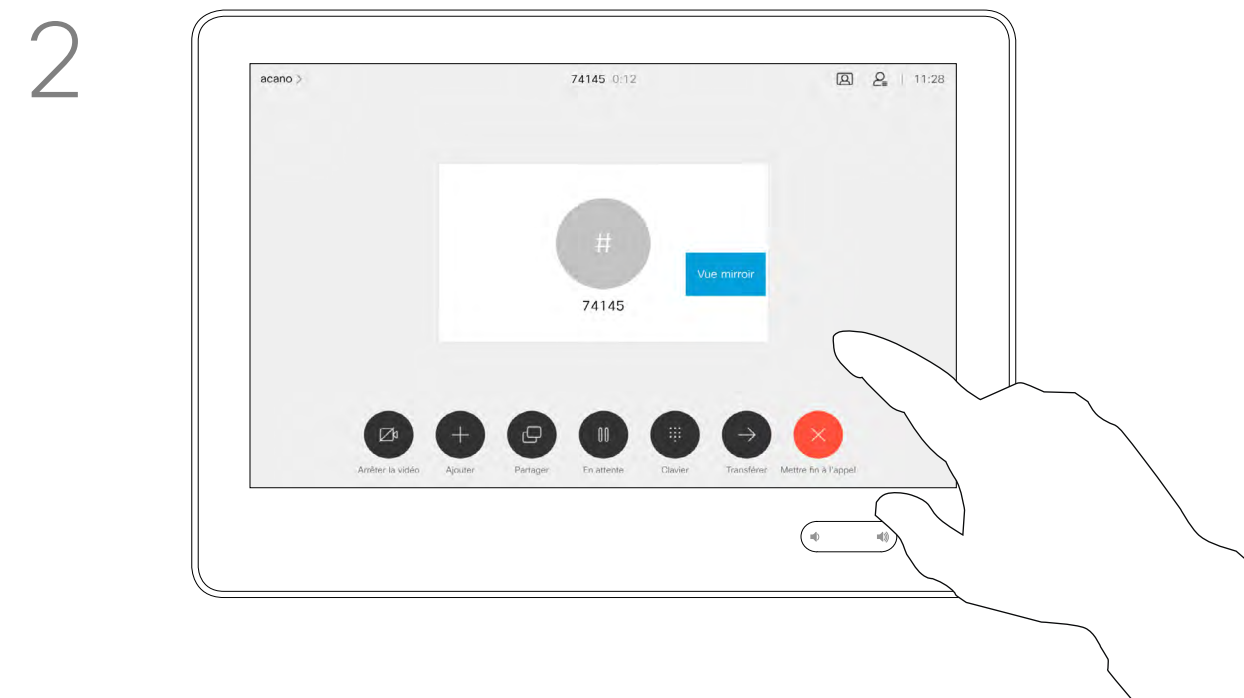 2
acano >
74145 0:12
11:28
#
Vue mirroir
74145
Arrêter la vidéo
Ajouter
Partager
En attente
Clavier
Transférer
Mettre fin à l'appel